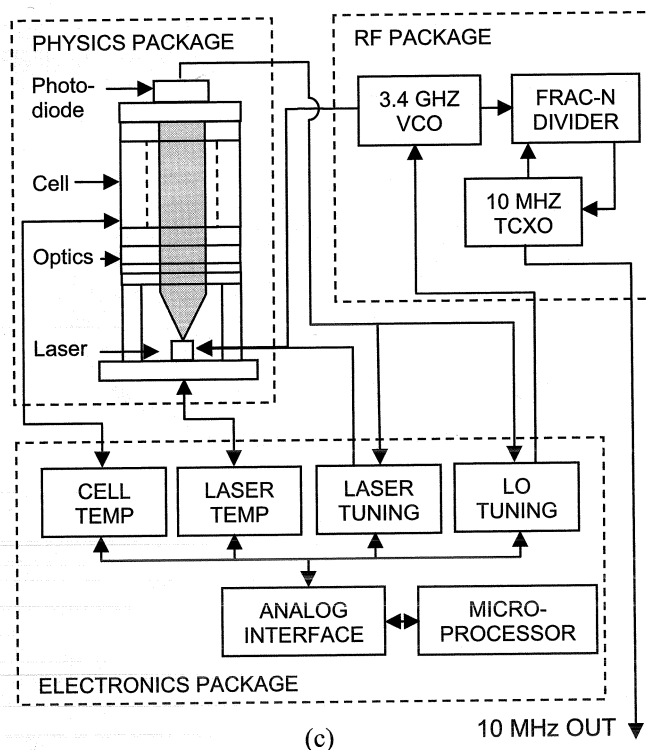 PHYSICS PACKAGE
RF PACKAGE
Photo-
diode
3.4 GHZ
VCO
FRAC-N
DIVIDER
Cell
10 MHZ
TCXO
Optics
Laser
CELL
TEMP
LASER
TEMP
LASER
TUNING
LO
TUNING
ANALOG
INTERFACE
MICRO-
PROCESSOR
ELECTRONICS PACKAGE
(c)
10 MHz OUT